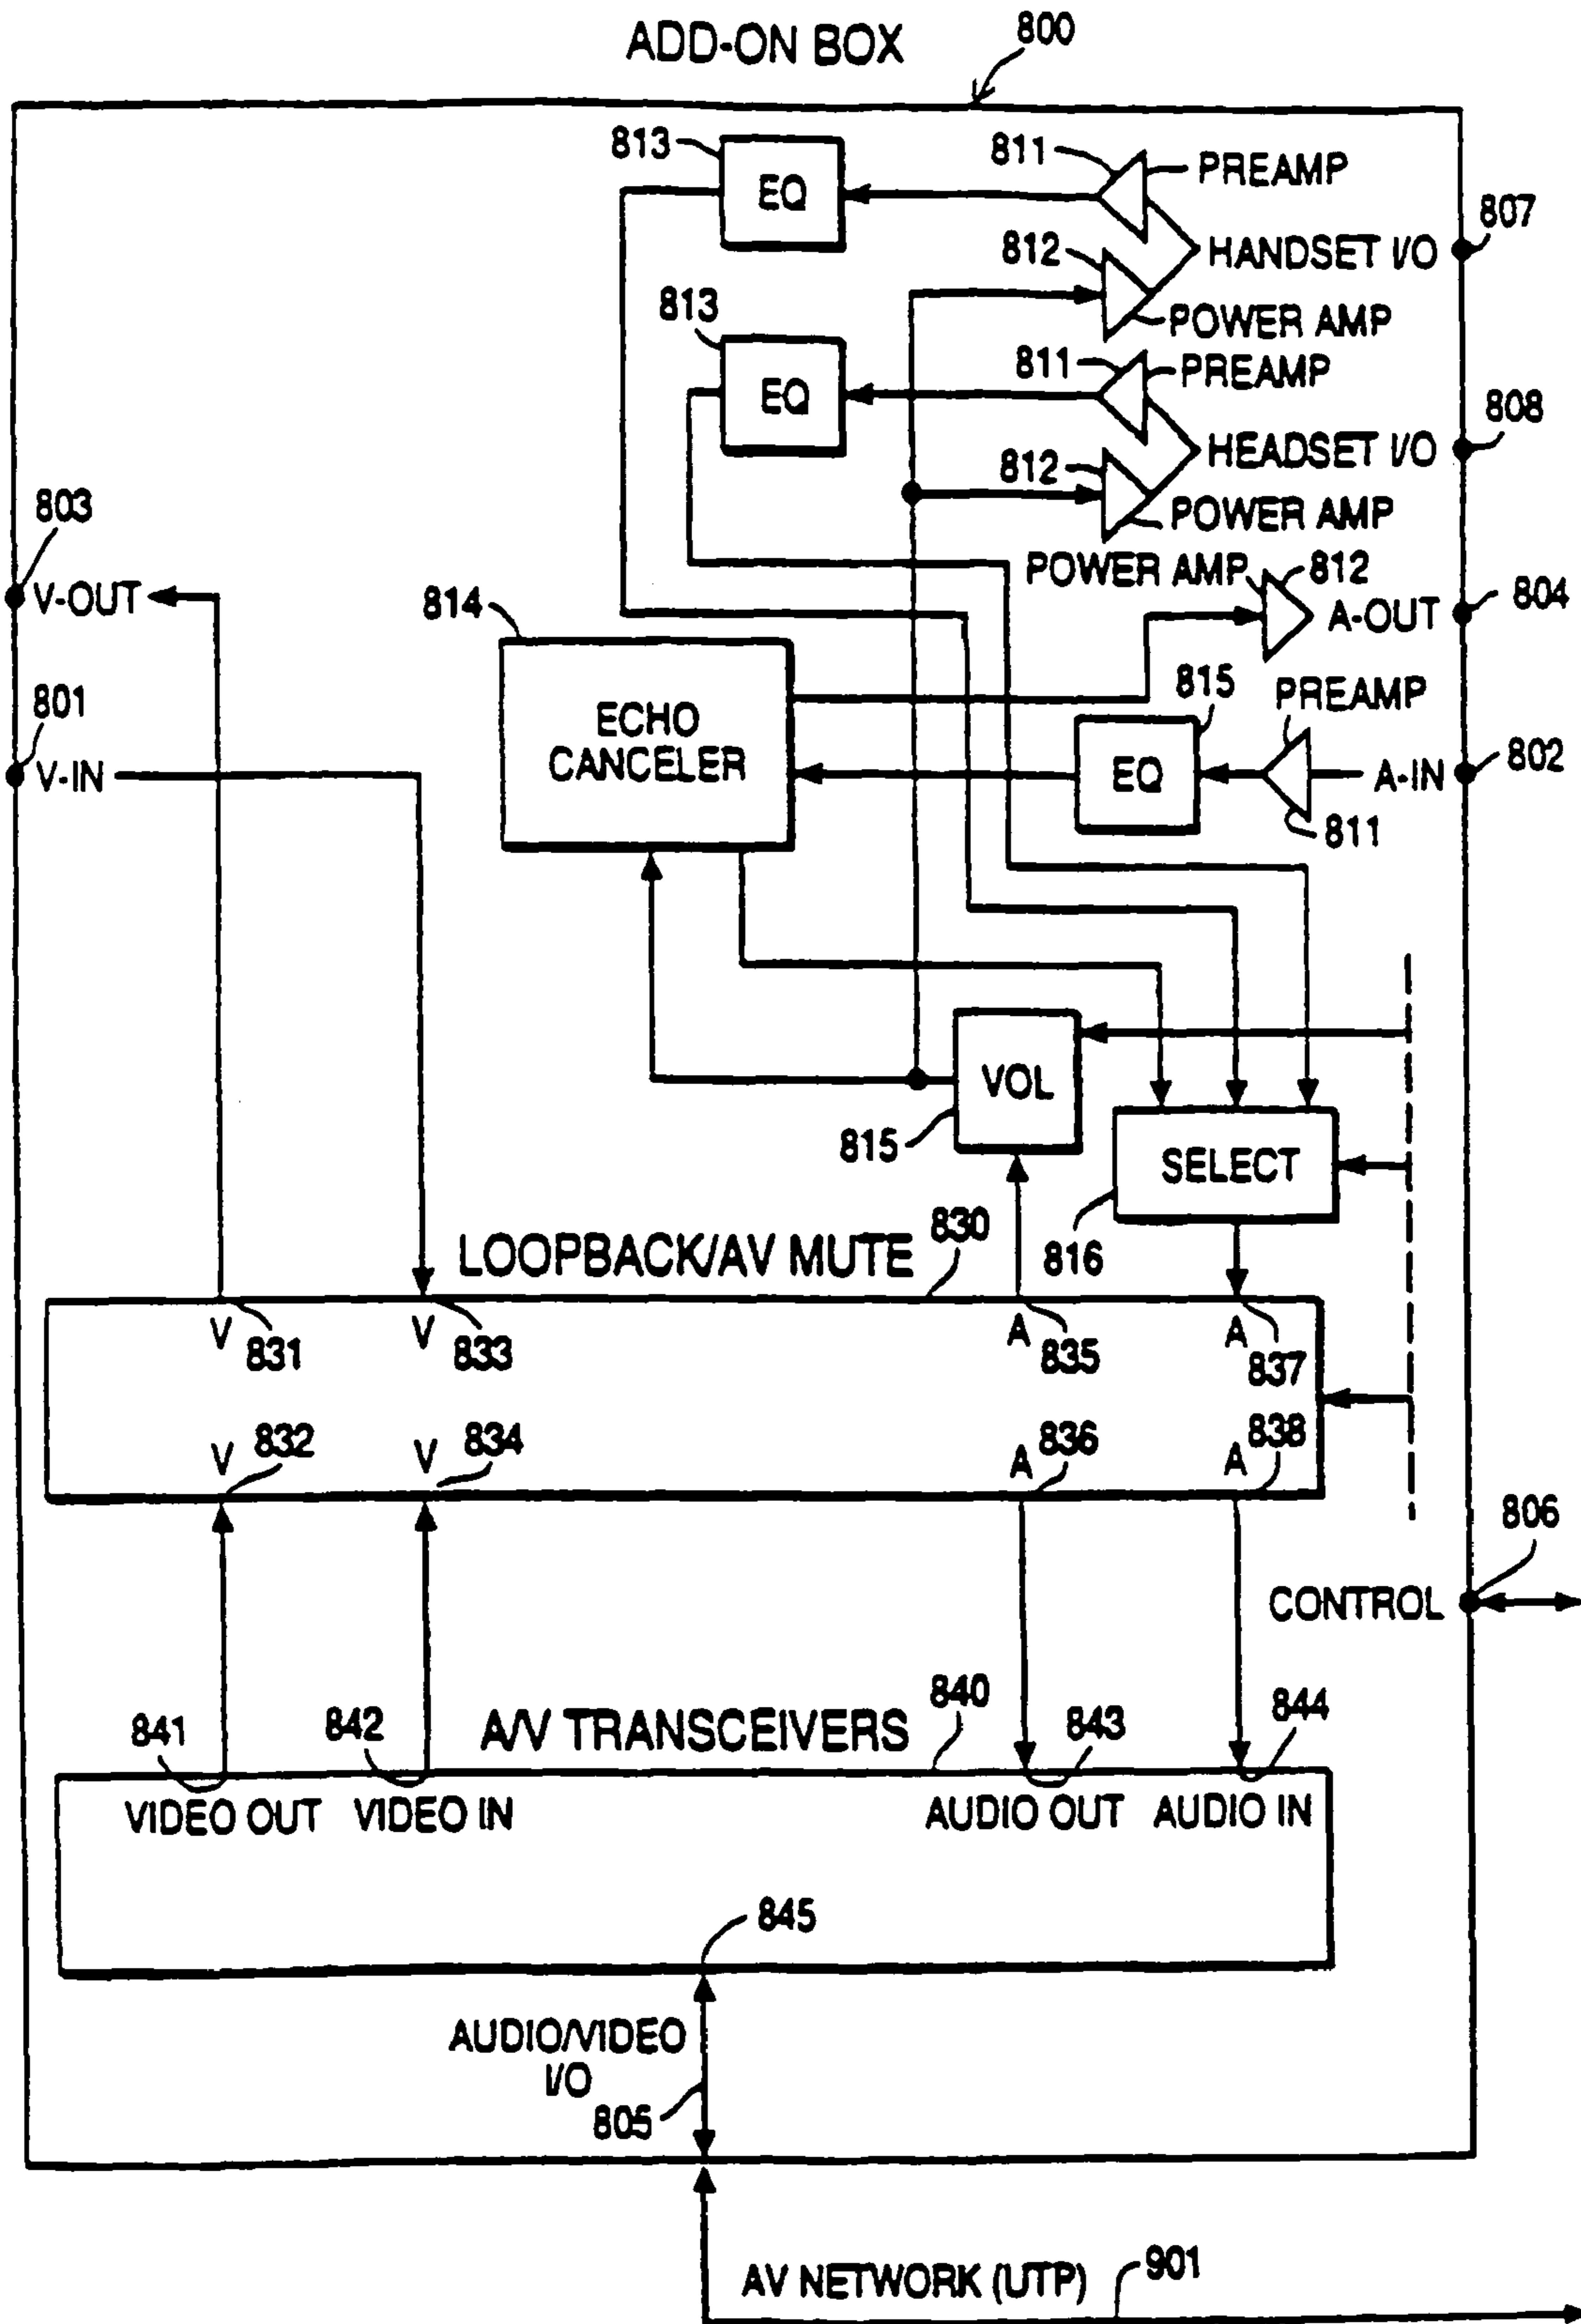 ADD-ON BOX
800
813
EQ
811
PREAMP
807
812
HANDSET I/O
POWER AMP
813
EQ
811
PREAMP
808
812
HEADSET I/O
POWER AMP
803
V-OUT
POWER AMP
812
A-OUT
804
814
ECHO
CANCELER
801
V-IN
815
EQ
PREAMP
A-IN
802
811
VOL
815
SELECT
816
LOOPBACK/AV MUTE
830
V
831
V
833
A
835
A
837
V
832
V
834
A
836
A
838
806
CONTROL
A/V TRANSCEIVERS
840
841
842
843
844
VIDEO OUT
VIDEO IN
AUDIO OUT
AUDIO IN
845
AUDIO/VIDEO
I/O
805
AV NETWORK (UTP)
901